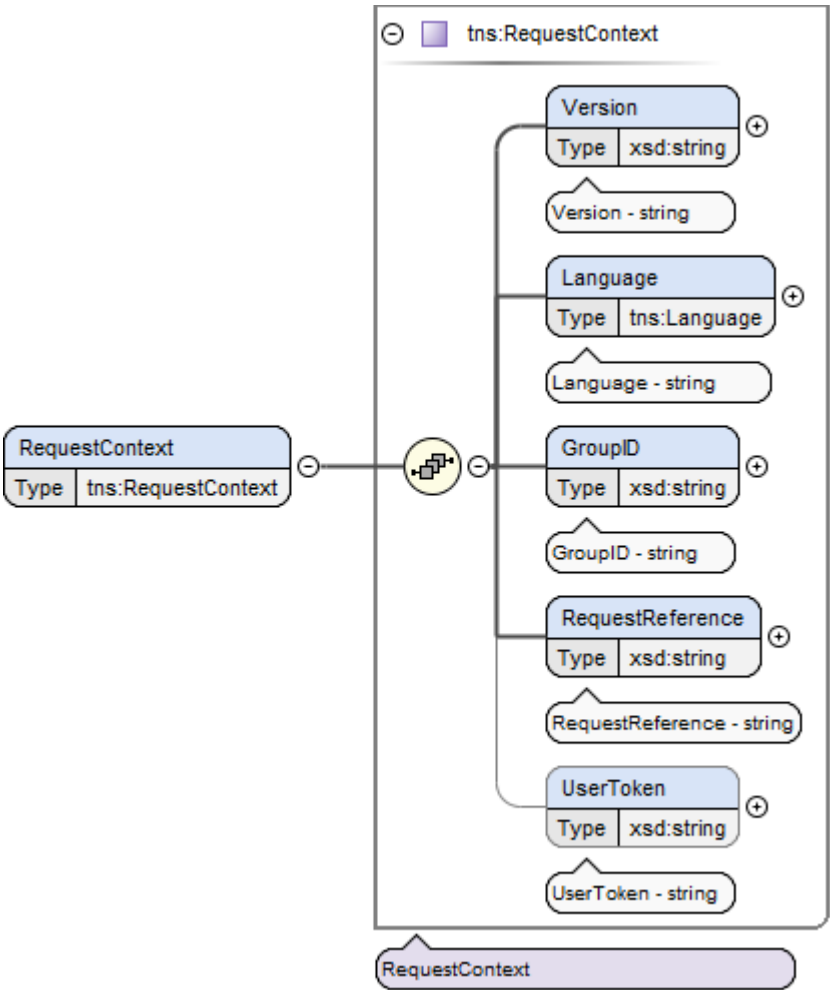 tns:RequestContext
Version
Type xsd:string
Version - string
Language
Type tns:Language
Language - string
RequestContext
Type tns:RequestContext
GroupID
Type xsd:string
GroupID - string
RequestReference
Type xsd:string
RequestReference - string
UserToken
Type xsd:string
UserToken - string
RequestContext